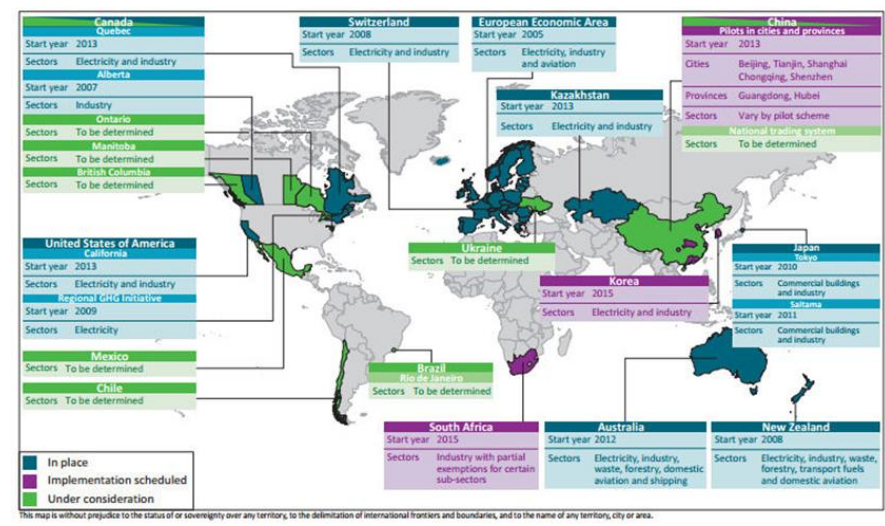 Canada
Quebec
Start year 2013
Sectors Electricity and industry
Alberta
Start year 2007
Sectors Industry
Ontario
Sectors To be determined
Manitoba
Sectors To be determined
British Columbia
Sectors To be determined
Switzerland
Start year 2008
Sectors Electricity and industry
European Economic Area
Start year 2005
Sectors Electricity, industry
and aviation
Kazakhstan
Start year 2013
Sectors Electricity and industry
China
Pilots in cities and provinces
Start year 2013
Cities Beijing, Tianjin, Shanghai
Chongqing, Shenzhen
Provinces Guangdong, Hubei
Sectors Vary by pilot scheme
National trading system
Sectors To be determined
United States of America
California
Start year 2013
Sectors Electricity and industry
Regional GHG Initiative
Start year 2009
Sectors Electricity
Mexico
Sectors To be determined
Chile
Sectors To be determined
Ukraine
Sectors To be determined
Korea
Start year 2015
Sectors Electricity and industry
Japan
Tokyo
Start year 2010
Sectors Commercial buildings
and industry
Saitama
Start year 2011
Sectors Commercial buildings
and industry
Brazil
Rio de Janeiro
Sectors To be determined
South Africa
Start year 2015
Sectors Industry with partial
exemptions for certain
sub-sectors
Australia
Start year 2012
Sectors Electricity, industry,
waste, forestry, domestic
aviation and shipping
New Zealand
Start year 2008
Sectors Electricity, industry, waste,
forestry, transport fuels
and domestic aviation
In place
Implementation scheduled
Under consideration
This map is without prejudice to the status of or sovereignty over any territory, to the delimitation of international frontiers and boundaries, and to the name of any territory, city or area.